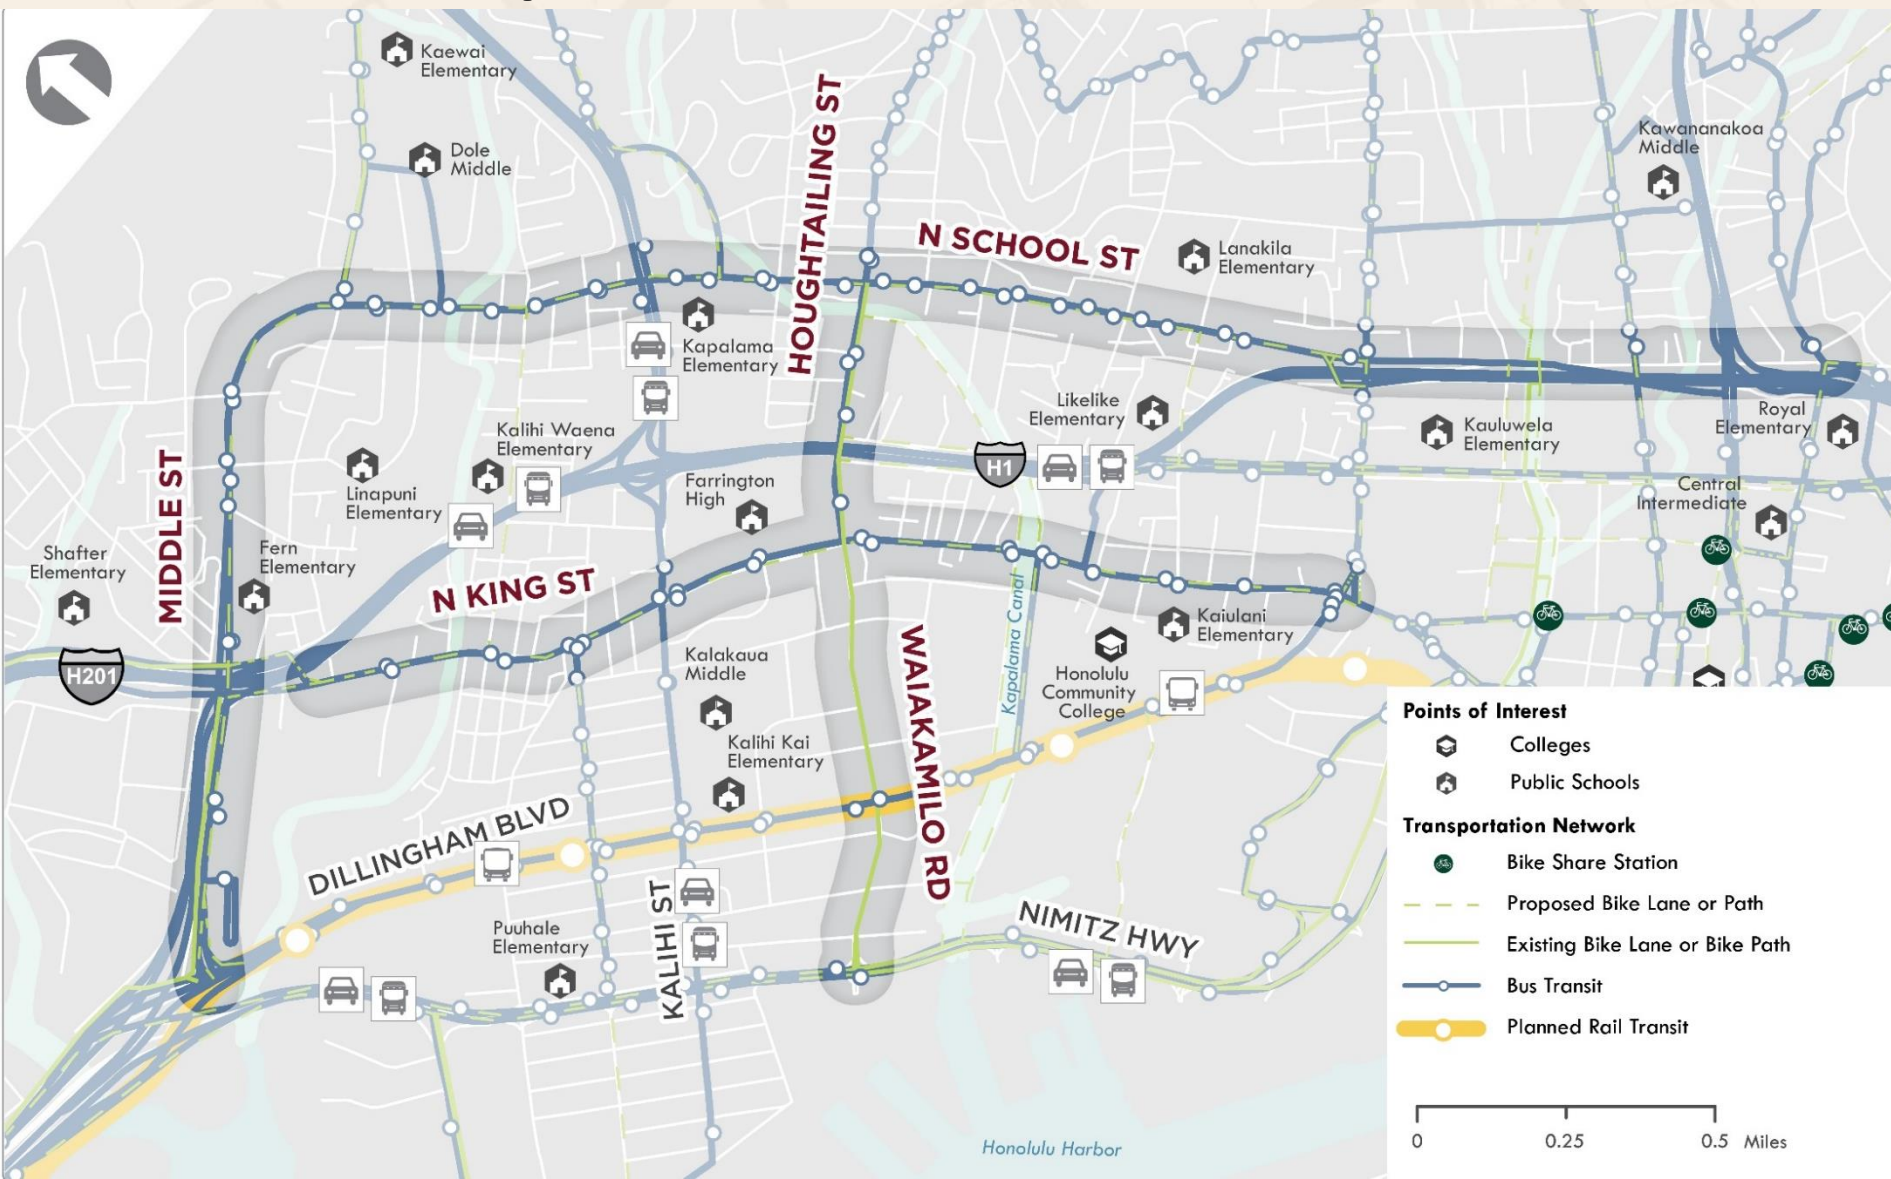 Kaewai
Elementary
Dole
Middle
HOUGHTAILING ST
N SCHOOL ST
Lanakila
Elementary
Kawananakoa
Middle
Kapalama
Elementary
Likelike
Elementary
Kauluwela
Elementary
Royal
Elementary
Kalihi Waena
Elementary
H1
MIDDLE ST
Linapuni
Elementary
Farrington
High
Central
Intermediate
Shafter
Elementary
Fern
Elementary
N KING ST
H201
Kapalama Canal
Kaiulani
Elementary
Kalakaua
Middle
WAIAKAMILO RD
Honolulu
Community
College
Kalihi Kai
Elementary
DILLINGHAM BLVD
KALIHI ST
Puuhale
Elementary
NIMITZ HWY
Honolulu Harbor
Points of Interest
Colleges
Public Schools
Transportation Network
Bike Share Station
Proposed Bike Lane or Path
Existing Bike Lane or Bike Path
Bus Transit
Planned Rail Transit
0 0.25 0.5 Miles